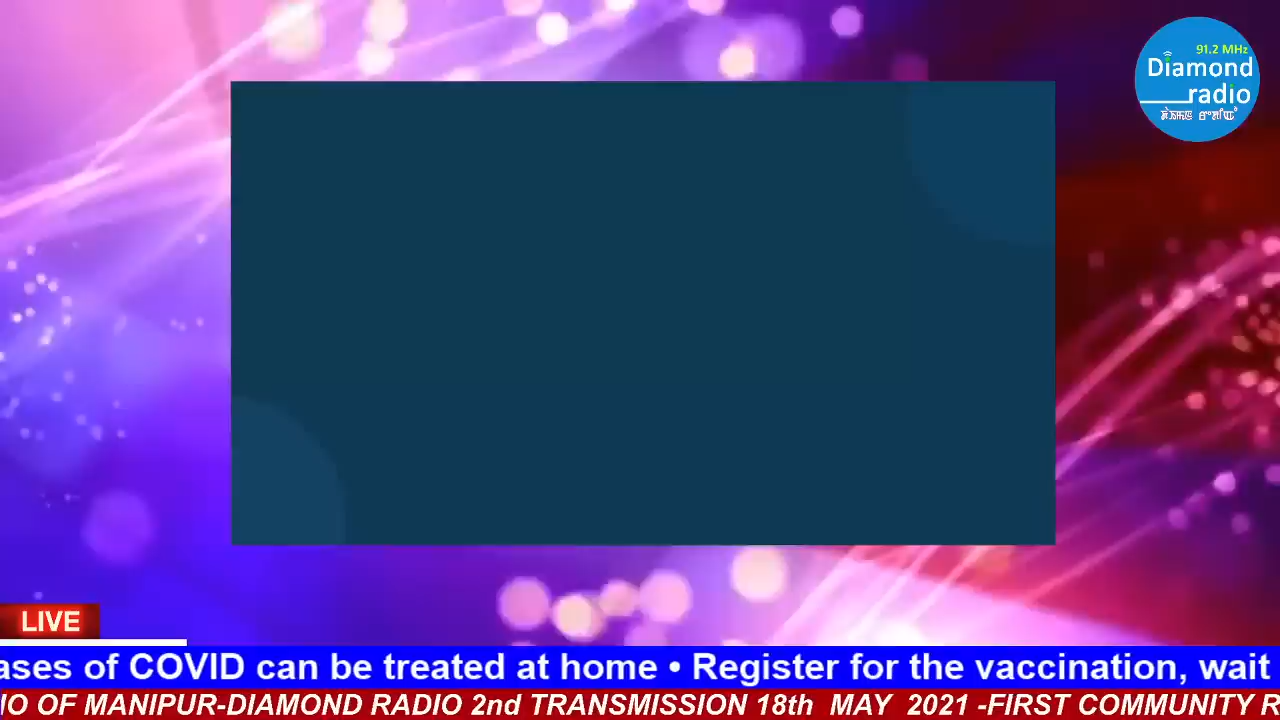 91.2 MHz
Diamond
radio
LIVE
ases of COVID can be treated at home • Register for the vaccination, wait
IO OF MANIPUR-DIAMOND RADIO 2nd TRANSMISSION 18th MAY 2021 -FIRST COMMUNITY R